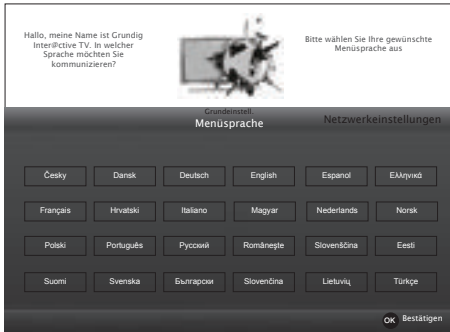 Hallo, meine Name ist Grundig
Inter@ctive TV. In welcher
Sprache möchten Sie
kommunizieren?
Bitte wählen Sie Ihre gewünschte
Menüsprache aus
Grundeinstell.
Menüsprache
Netzwerkeinstellungen
Česky Dansk Deutsch English Espanol Ελληνικά
Français Hrvatski Italiano Magyar Nederlands Norsk
Polski Português Русский Româneşte Slovenščina Eesti
Suomi Svenska Български Slovenčina Lietuvių Türkçe
OK Bestätigen